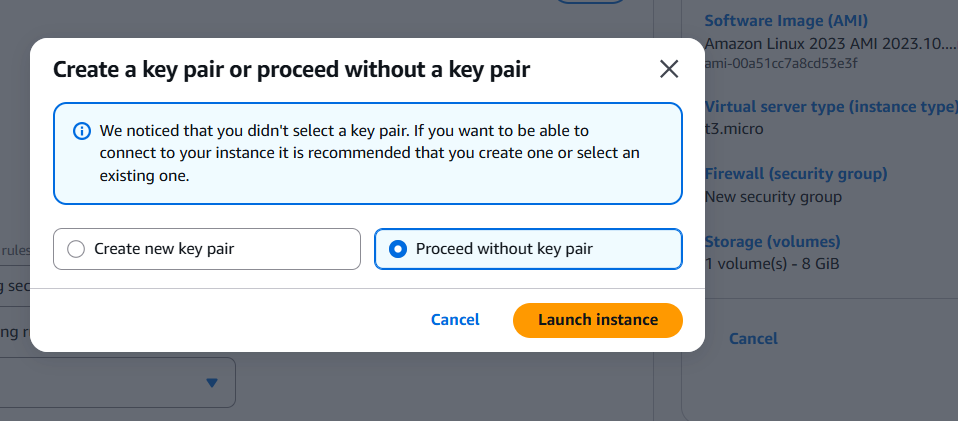 Create a key pair or proceed without a key pair
We noticed that you didn't select a key pair. If you want to be able to
connect to your instance it is recommended that you create one or select an
existing one.
Create new key pair
Proceed without key pair
Cancel
Launch instance
Software Image (AMI)
Amazon Linux 2023 AMI 2023.10....
ami-00a51cc7a8cd53e3f
Virtual server type (instance type)
t3.micro
Firewall (security group)
New security group
Storage (volumes)
1 volume(s) - 8 GiB
Cancel
rules